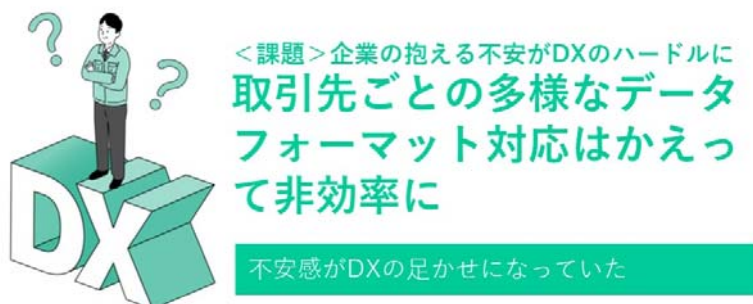 <課題>企業の抱える不安がDXのハードルに
取引先ごとの多様なデータ
フォーマット対応はかえっ
て非効率に
不安感がDXの足かせになっていた
? ?
DX